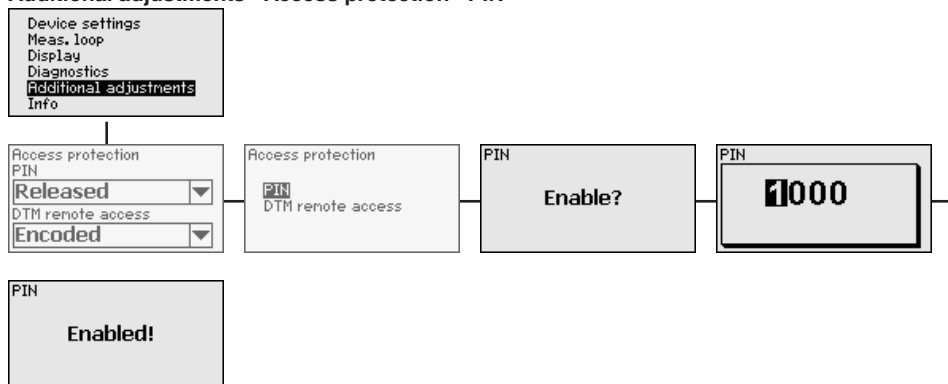 Additional adjustments - Access protection - PIN
Device settings
Meas. loop
Display
Diagnostics
Additional adjustments
Info
Access protection
PIN
Released
DTM remote access
Encoded
Access protection
PIN
DTM remote access
PIN
Enable?
PIN
1000
PIN
Enabled!